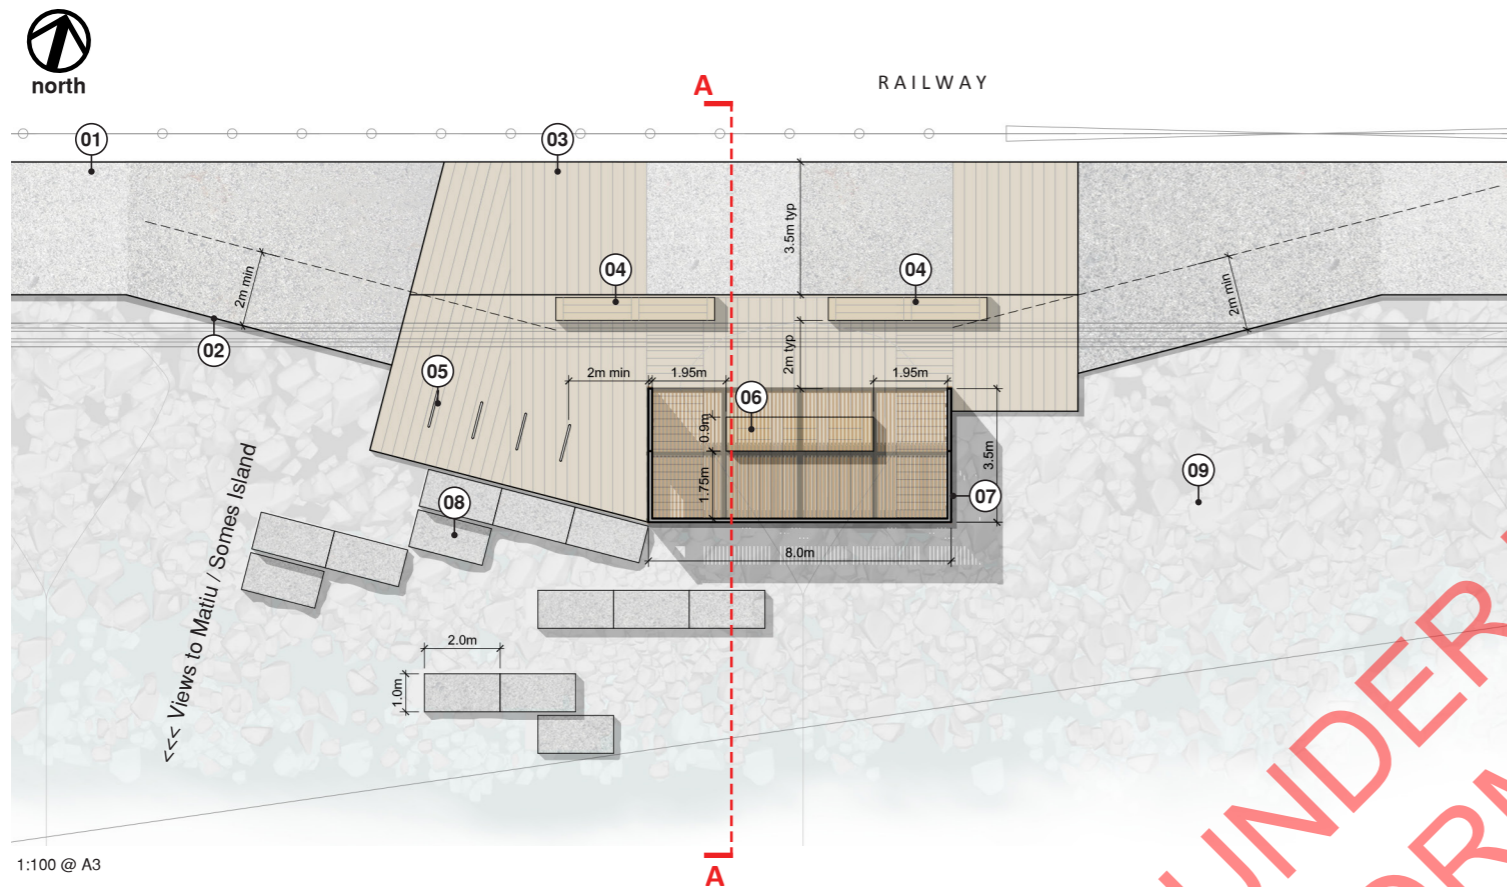 north
A
RAILWAY
01
03
3.5m typ
04
04
2m min
2m min
02
2m typ
05
2m min
1.95m
1.95m
06
0.9m
3.5m
1.75m
07
09
08
8.0m
<<< Views to Matiu / Somes Island
2.0m
1.0m
UNDER
A
1:100 @ A3